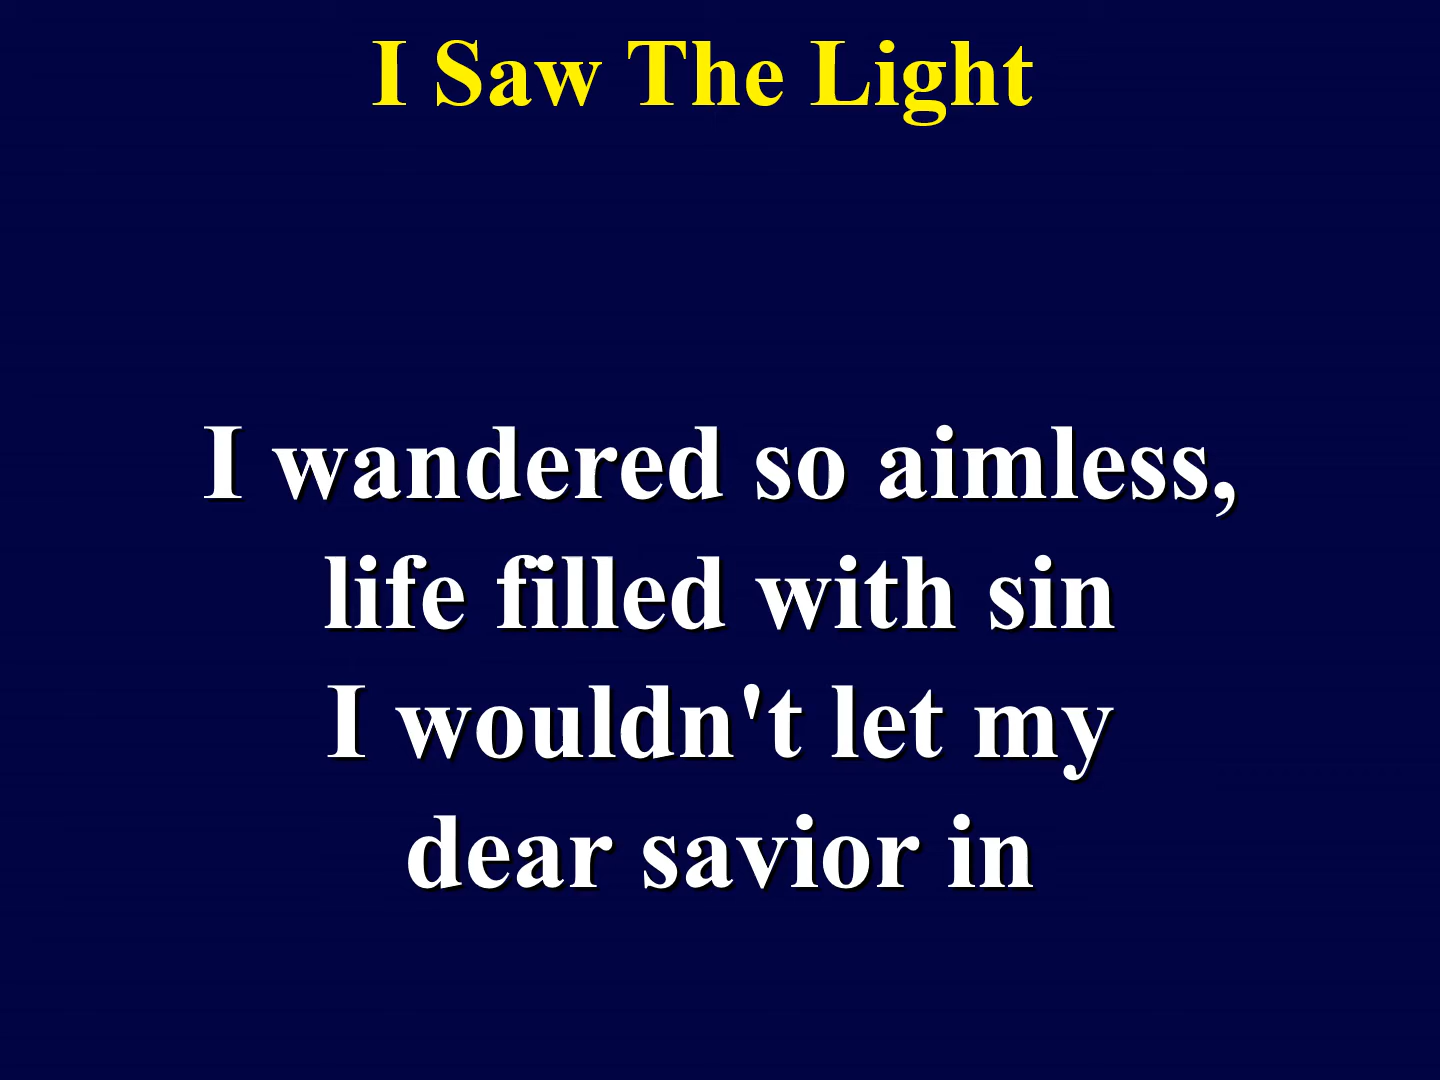 I Saw The Light
I wandered so aimless,
life filled with sin
I wouldn't let my
dear savior in